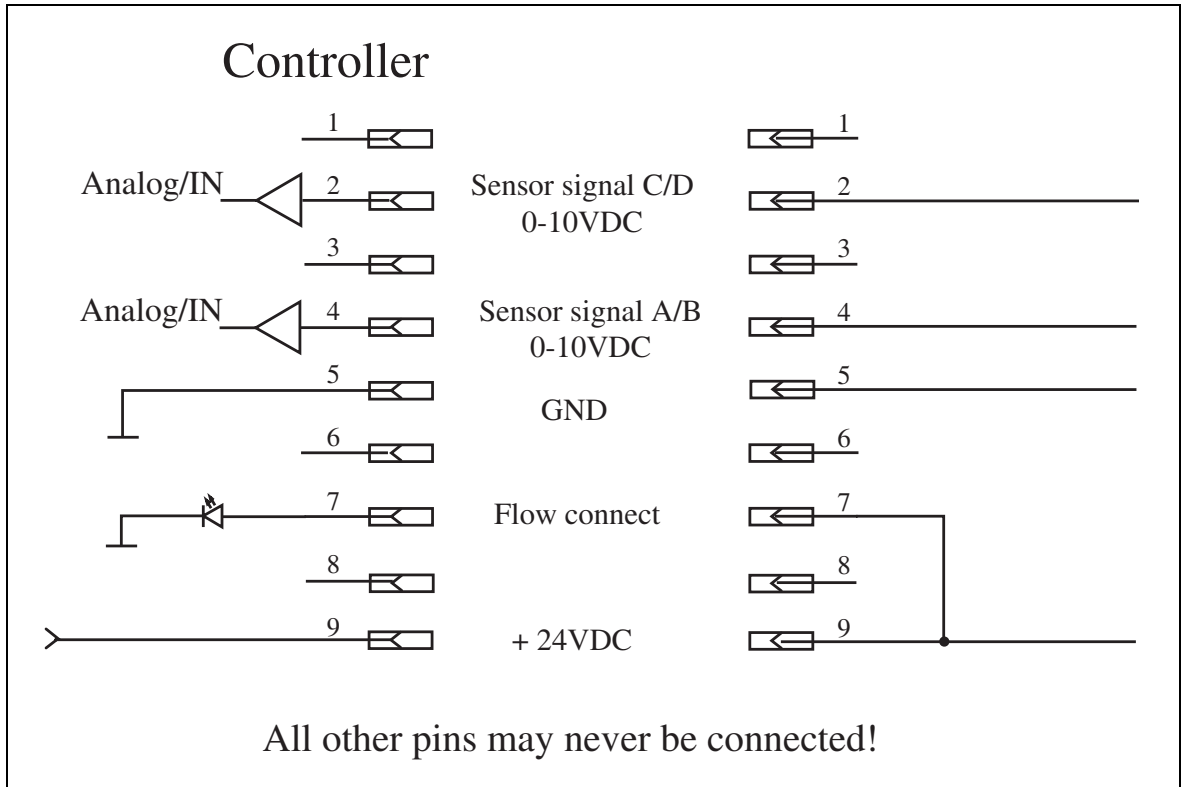 Controller
1 1
Analog/IN 2 Sensor signal C/D 2
0-10VDC
3 3
Analog/IN 4 Sensor signal A/B 4
0-10VDC
5 5
GND
6 6
7 Flow connect 7
8 8
9 + 24VDC 9
All other pins may never be connected!